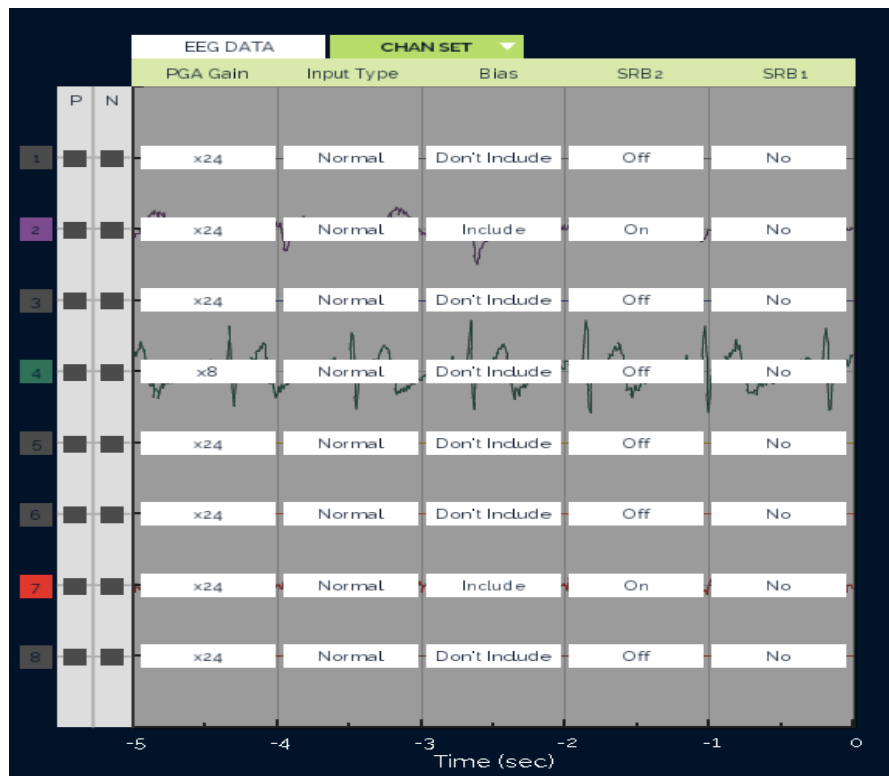 EEG DATA CHAN SET
PGA Gain Input Type Bias SRB2 SRB1
P N
1 x24 Normal Don't Include Off No
2 x24 Normal Include On No
3 x24 Normal Don't Include Off No
4 x8 Normal Don't Include Off No
5 x24 Normal Don't Include Off No
6 x24 Normal Don't Include Off No
7 x24 Normal Include On No
8 x24 Normal Don't Include Off No
-5 -4 -3 -2 -1 0
Time (sec)